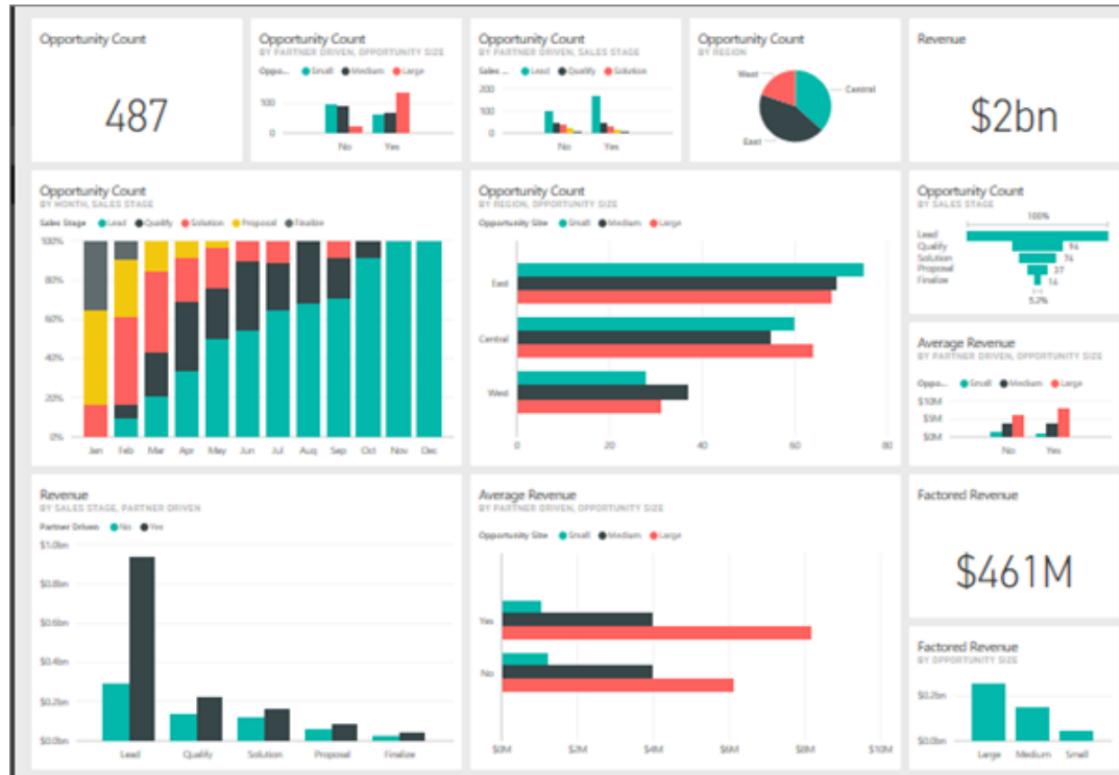 Opportunity Count
487
Opportunity Count
BY PARTNER DRIVEN, OPPORTUNITY SIZE
Oppo... Small Medium Large
100
0
No Yes
Opportunity Count
BY PARTNER DRIVEN, SALES STAGE
Sales ... Lead Qualify Solution
200
100
0
No Yes
Opportunity Count
BY REGION
West
Central
East
Revenue
$2bn
Opportunity Count
BY MONTH, SALES STAGE
Sales Stage Lead Qualify Solution Proposal Finalize
100%
80%
60%
40%
20%
0%
Jan Feb Mar Apr May Jun Jul Aug Sep Oct Nov Dec
Opportunity Count
BY REGION, OPPORTUNITY SIZE
Opportunity Size Small Medium Large
East
Central
West
0 20 40 60 80
Opportunity Count
BY SALES STAGE
100%
Lead
Qualify 94
Solution 74
Proposal 37
Finalize 14
5.2%
Average Revenue
BY PARTNER DRIVEN, OPPORTUNITY SIZE
Oppo... Small Medium Large
$10M
$5M
$0M
No Yes
Revenue
BY SALES STAGE, PARTNER DRIVEN
Partner Driven No Yes
$1.0bn
$0.8bn
$0.6bn
$0.4bn
$0.2bn
$0.0bn
Lead Qualify Solution Proposal Finalize
Average Revenue
BY PARTNER DRIVEN, OPPORTUNITY SIZE
Opportunity Size Small Medium Large
Yes
No
$0M $2M $4M $6M $8M $10M
Factored Revenue
$461M
Factored Revenue
BY OPPORTUNITY SIZE
$0.2bn
$0.0bn
Large Medium Small